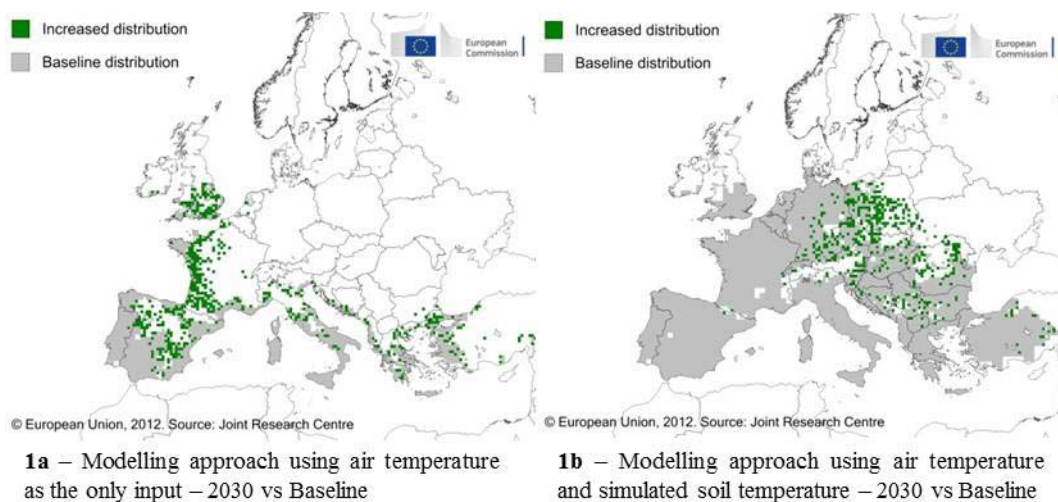 Increased distribution
Baseline distribution
European
Commission
© European Union, 2012. Source: Joint Research Centre
1a – Modelling approach using air temperature
as the only input – 2030 vs Baseline
Increased distribution
Baseline distribution
European
Commission
© European Union, 2012. Source: Joint Research Centre
1b – Modelling approach using air temperature
and simulated soil temperature – 2030 vs Baseline